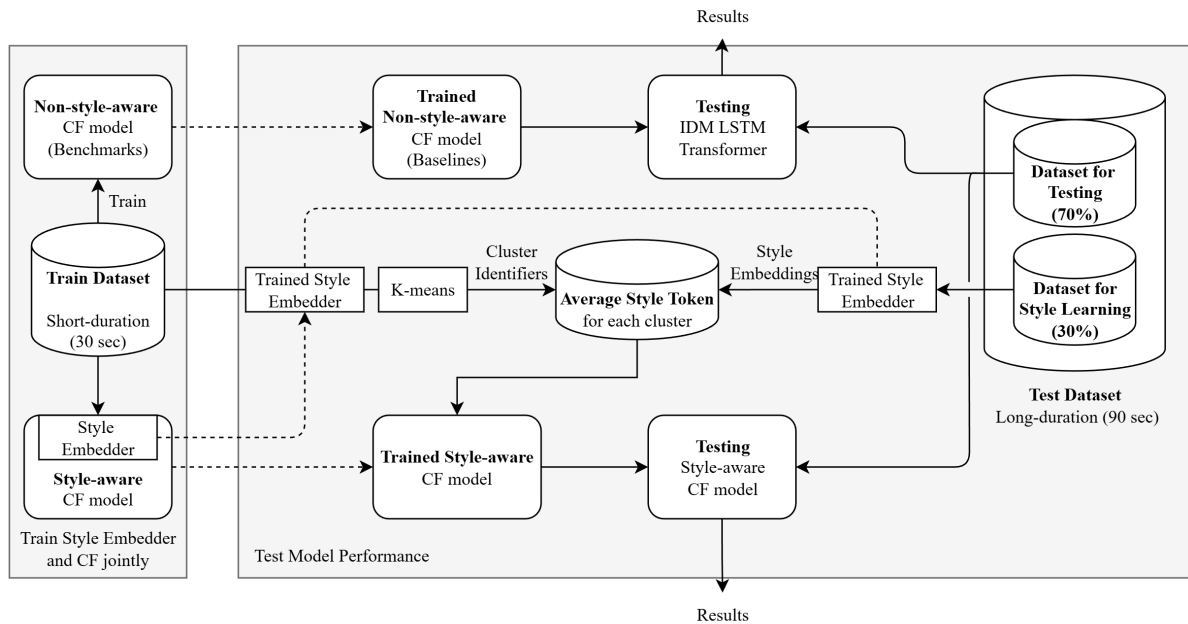 Results
Non-style-aware
CF model
(Benchmarks)
Trained
Non-style-aware
CF model
(Baselines)
Testing
IDM LSTM
Transformer
Dataset for
Testing
(70%)
Train
Train Dataset
Short-duration
(30 sec)
Trained Style
Embedder
K-means
Cluster
Identifiers
Average Style Token
for each cluster
Style
Embeddings
Trained Style
Embedder
Dataset for
Style Learning
(30%)
Test Dataset
Long-duration (90 sec)
Style
Embedder
Style-aware
CF model
Trained Style-aware
CF model
Testing
Style-aware
CF model
Train Style Embedder
and CF jointly
Test Model Performance
Results